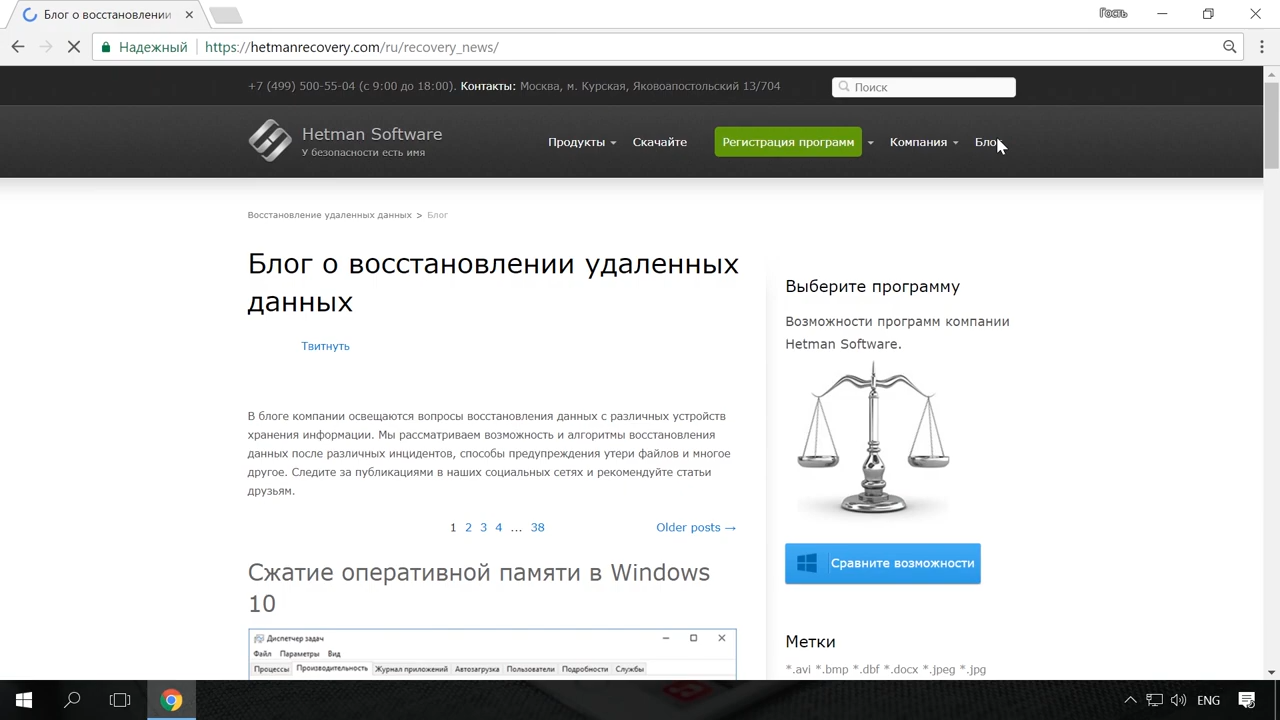 Блог о восстановлении
Гость
Надежный
https://hetmanrecovery.com/ru/recovery_news/
+7 (499) 500-55-04 (с 9:00 до 18:00). Контакты: Москва, м. Курская, Яковоапостольский 13/704
Поиск
Hetman Software
У безопасности есть имя
Продукты
Скачайте
Регистрация программ
Компания
Блог
Восстановление удаленных данных > Блог
Блог о восстановлении удаленных
данных
Твитнуть
В блоге компании освещаются вопросы восстановления данных с различных устройств
хранения информации. Мы рассматриваем возможность и алгоритмы восстановления
данных после различных инцидентов, способы предупреждения утери файлов и многое
другое. Следите за публикациями в наших социальных сетях и рекомендуйте статьи
друзьям.
1 2 3 4 ... 38
Older posts →
Сжатие оперативной памяти в Windows
10
Диспетчер задач
Файл Параметры Вид
Процессы Производительность Журнал приложений Автозагрузка Пользователи Подробности Службы
Выберите программу
Возможности программ компании
Hetman Software.
Сравните возможности
Метки
*.avi *.bmp *.dbf *.docx *.jpeg *.jpg
ENG